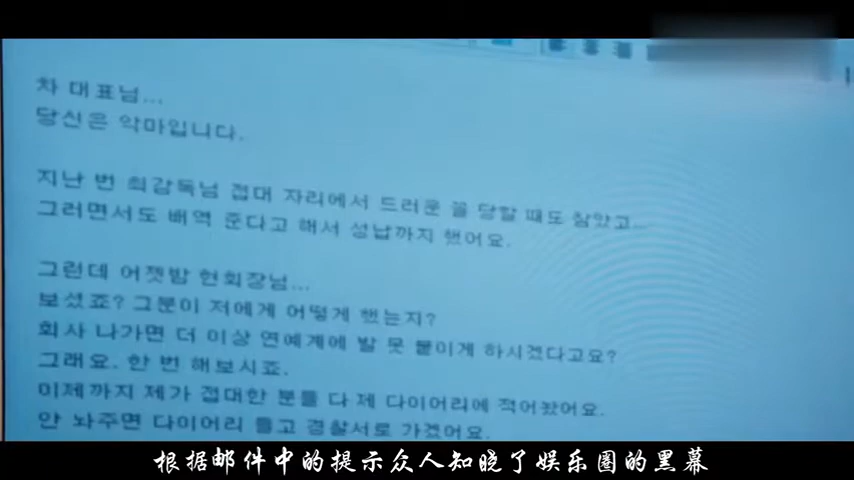 차 대표님...
당신은 악마입니다.
지난 번 최감독님 접대 자리에서 드러운 꼴 당할 때도 참았고...
그러면서도 배역 준다고 해서 성납까지 했어요.
그런데 어젯밤 현회장님...
보셨죠? 그분이 저에게 어떻게 했는지?
회사 나가면 더 이상 연예계에 발 못 붙이게 하시겠다고요?
그래요. 한 번 해보시죠.
이제까지 제가 접대한 분들 다 제 다이어리에 적어놨어요.
안 놔주면 다이어리 들고 경찰서로 가겠어요.
根据邮件中的提示众人知晓了娱乐圈的黑幕